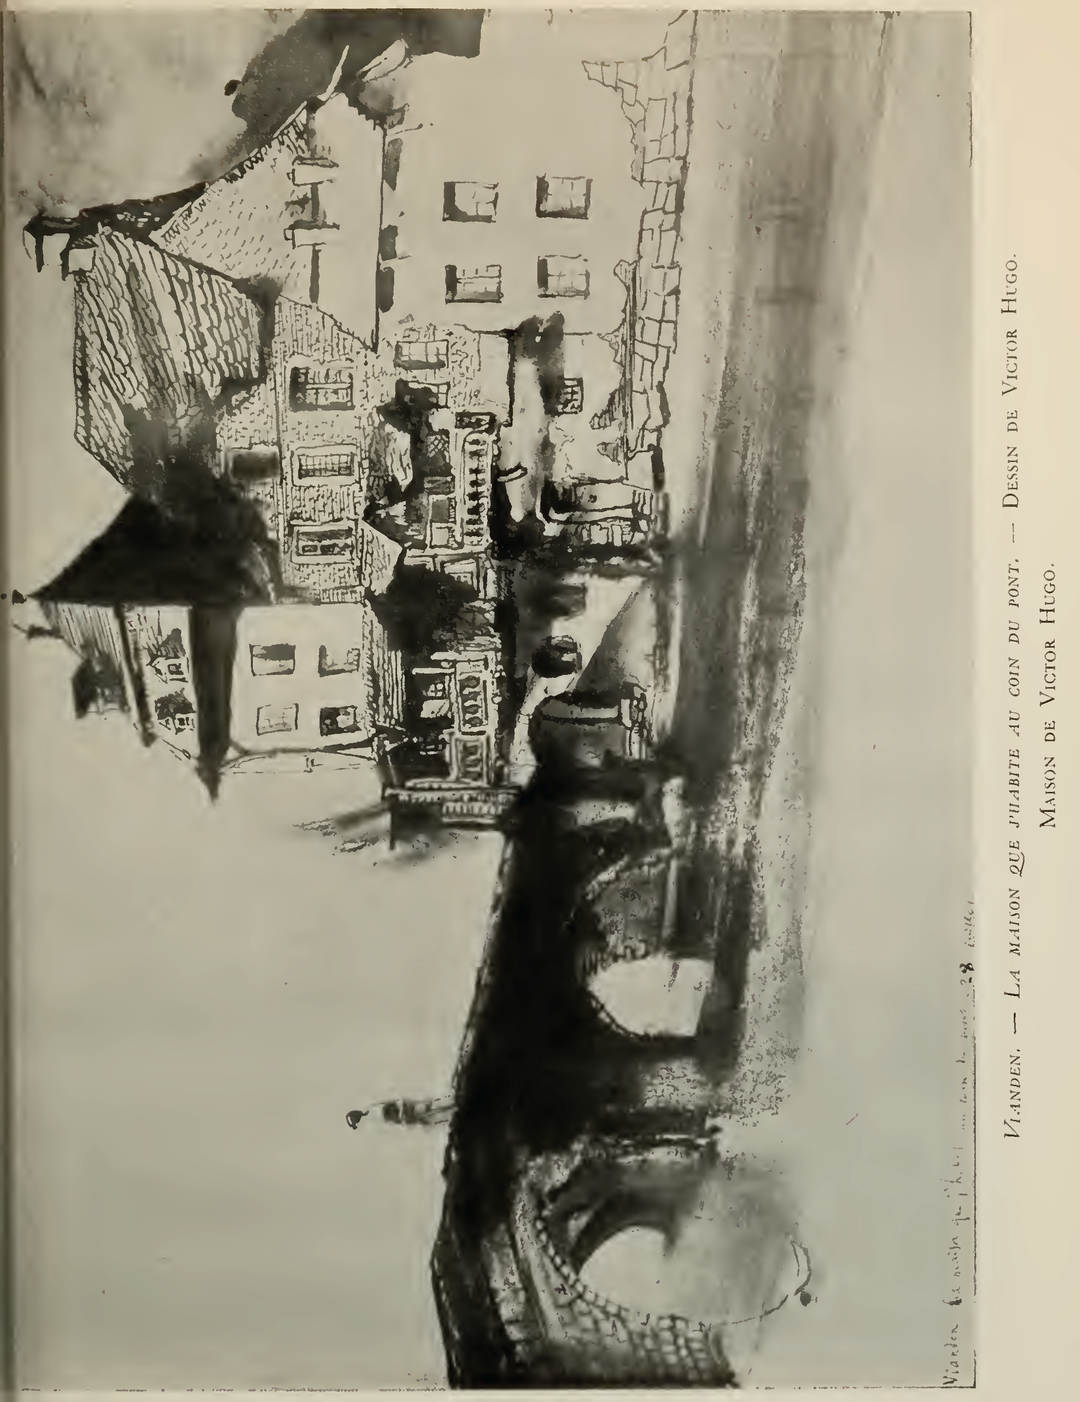 Vianden La maison que j'habite au coin du pont . 28 juillet
VIANDEN. — LA MAISON QUE J'HABITE AU COIN DU PONT. — DESSIN DE VICTOR HUGO.
MAISON DE VICTOR HUGO.